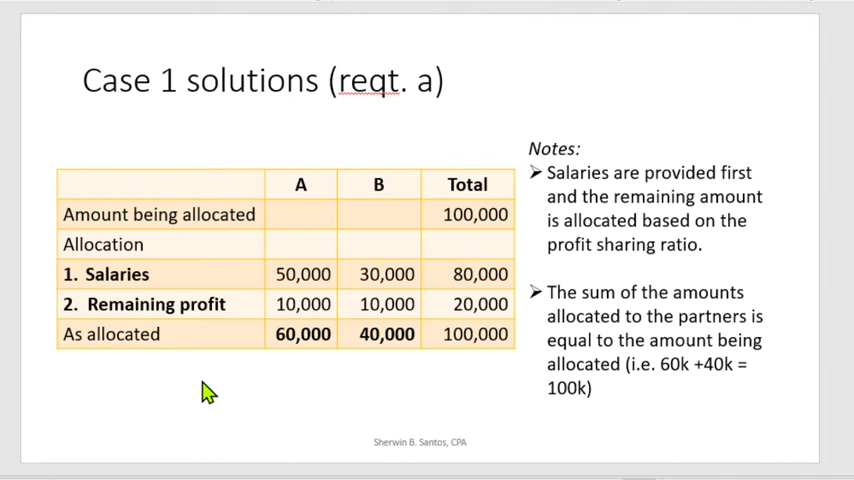 Case 1 solutions (reqt. a)
A B Total
Amount being allocated 100,000
Allocation
1. Salaries 50,000 30,000 80,000
2. Remaining profit 10,000 10,000 20,000
As allocated 60,000 40,000 100,000
Notes:
➢ Salaries are provided first
and the remaining amount
is allocated based on the
profit sharing ratio.
➢ The sum of the amounts
allocated to the partners is
equal to the amount being
allocated (i.e. 60k +40k =
100k)
Sherwin B. Santos, CPA